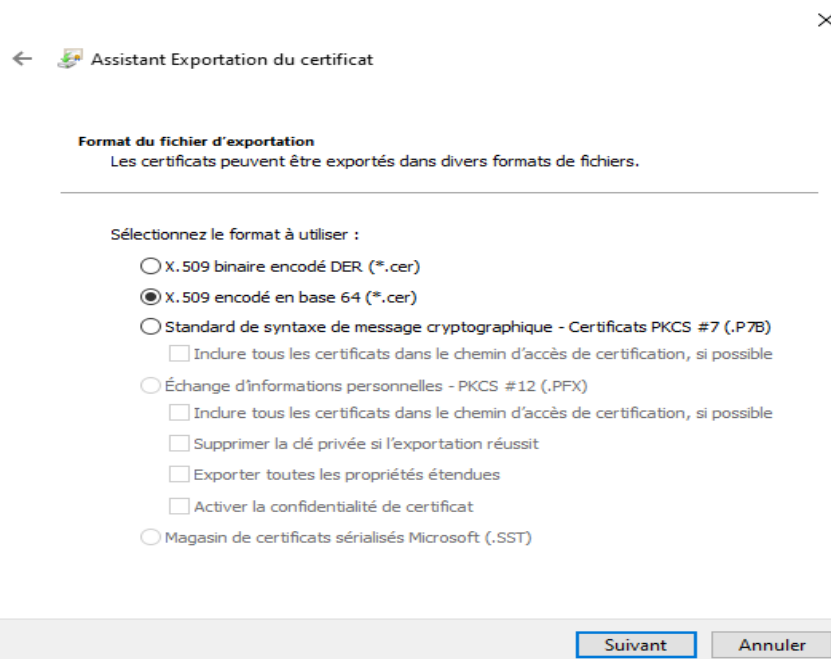 Assistant Exportation du certificat
Format du fichier d'exportation
Les certificats peuvent être exportés dans divers formats de fichiers.
Sélectionnez le format à utiliser :
X.509 binaire encodé DER (*.cer)
X.509 encodé en base 64 (*.cer)
Standard de syntaxe de message cryptographique - Certificats PKCS #7 (.P7B)
Inclure tous les certificats dans le chemin d'accès de certification, si possible
Échange d'informations personnelles - PKCS #12 (.PFX)
Inclure tous les certificats dans le chemin d'accès de certification, si possible
Supprimer la clé privée si l'exportation réussit
Exporter toutes les propriétés étendues
Activer la confidentialité de certificat
Magasin de certificats sérialisés Microsoft (.SST)
Suivant
Annuler